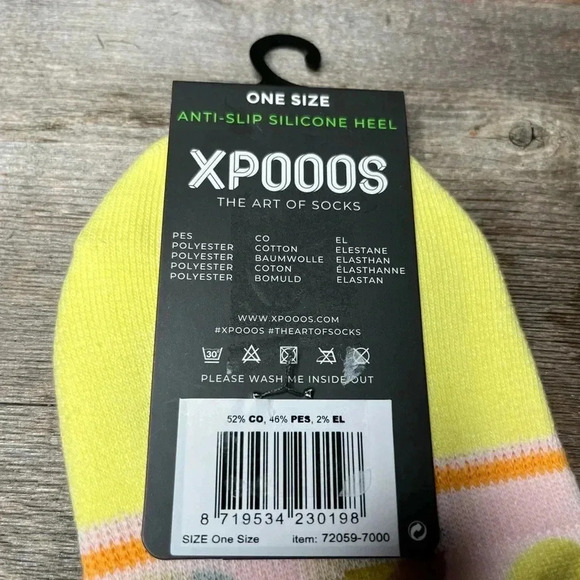 ONE SIZE
ANTI-SLIP SILICONE HEEL
XPOOOS
THE ART OF SOCKS
PES CO EL
POLYESTER COTTON ELESTANE
POLYESTER BAUMWOLLE ELASTHAN
POLYESTER COTON ÉLASTHANNE
POLYESTER BOMULD ELASTAN
WWW.XPOOOS.COM
#XPOOOS #THEARTOFSOCKS
30°
PLEASE WASH ME INSIDE OUT
52% CO, 46% PES, 2% EL
8 719534 230198
SIZE One Size item: 72059-7000